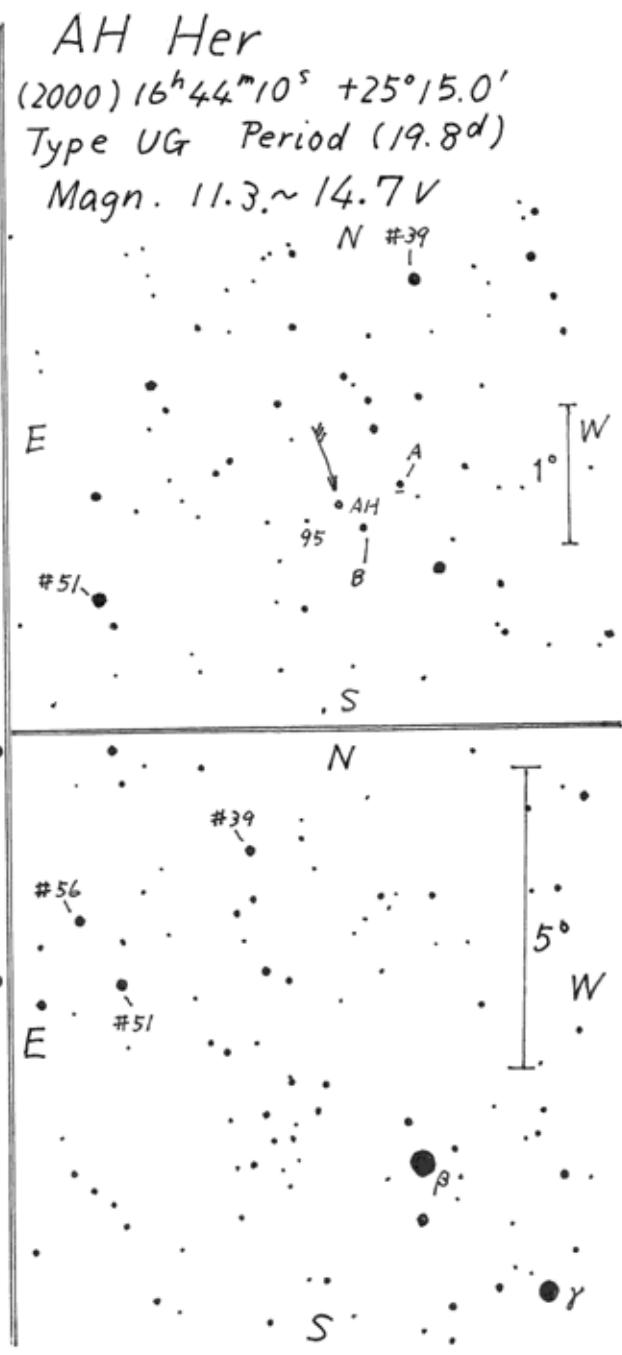 AH Her
(2000) 16ʰ44ᵐ10ˢ +25°15.0′
Type UG Period (19.8ᵈ)
Magn. 11.3.~14.7V
N #39
E
W
A
1°
AH
95
B
#51
S
N
#39
#56
5°
W
#51
E
β
γ
S